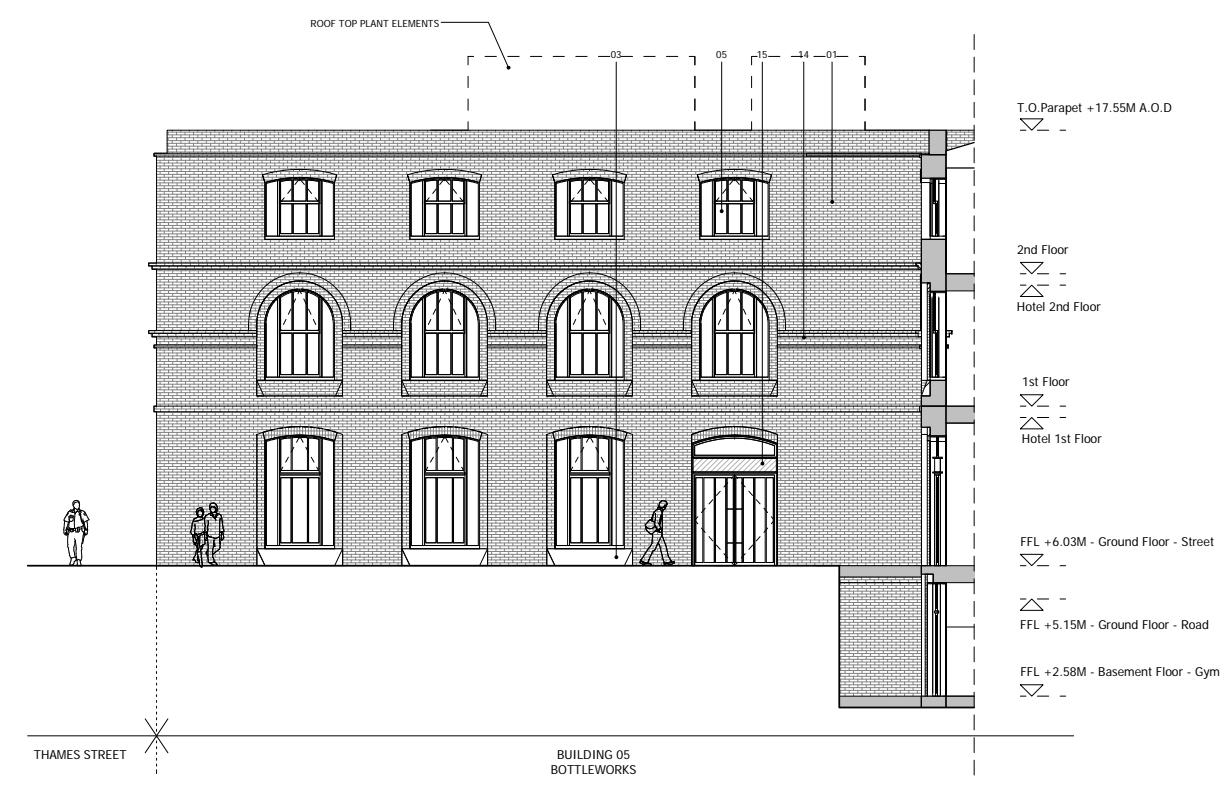 ROOF TOP PLANT ELEMENTS
03 05 15 14 01
T.O.Parapet +17.55M A.O.D
2nd Floor
Hotel 2nd Floor
1st Floor
Hotel 1st Floor
FFL +6.03M - Ground Floor - Street
FFL +5.15M - Ground Floor - Road
FFL +2.58M - Basement Floor - Gym
THAMES STREET
BUILDING 05
BOTTLEWORKS